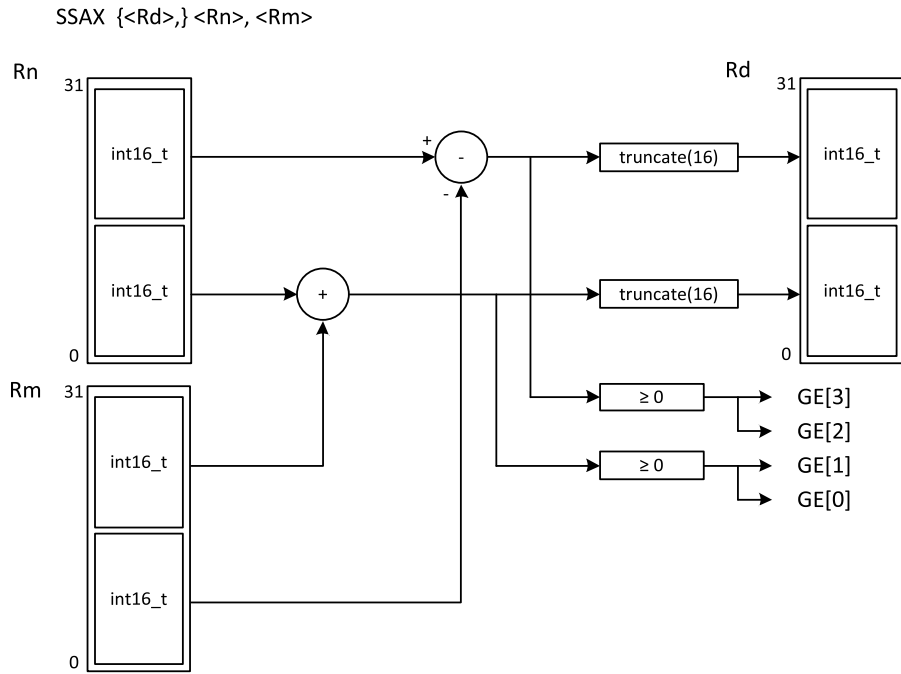 SSAX {<Rd>,} <Rn>, <Rm>
Rn
31
int16_t
int16_t
0
Rm
31
int16_t
int16_t
0
+
-
-
+
truncate(16)
truncate(16)
≥ 0
≥ 0
Rd
31
int16_t
int16_t
0
GE[3]
GE[2]
GE[1]
GE[0]